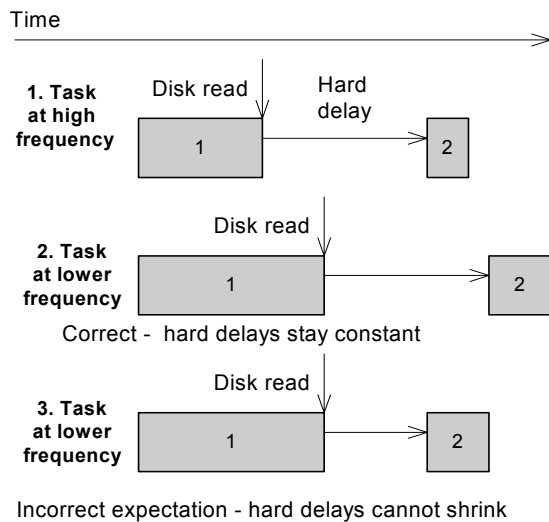 Time
1. Task
at high
frequency
Disk read
Hard
delay
1
2
2. Task
at lower
frequency
Disk read
1
2
Correct - hard delays stay constant
3. Task
at lower
frequency
Disk read
1
2
Incorrect expectation - hard delays cannot shrink